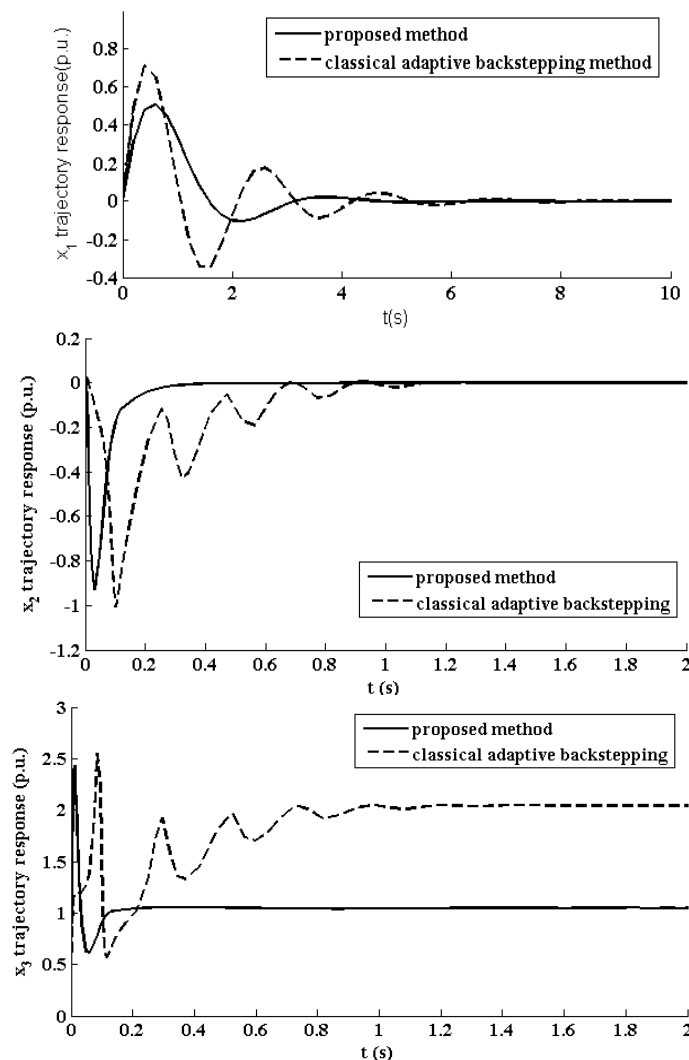 1
0.8
0.4
0
-0.2
-0.4
x1 trajectory response(p.u.)
proposed method
classical adaptive backstepping method
0 2 4 6 8 10
t(s)
0.2
0
-0.2
-0.4
-0.6
-0.8
-1
-1.2
x2 trajectory response (p.u.)
proposed method
classical adaptive backstepping
0 0.2 0.4 0.6 0.8 1 1.2 1.4 1.6 1.8 2
t (s)
3
2.5
2
1.5
1
0.5
0
x3 trajectory response (p.u.)
proposed method
classical adaptive backstepping
0 0.2 0.4 0.6 0.8 1 1.2 1.4 1.6 1.8 2
t (s)